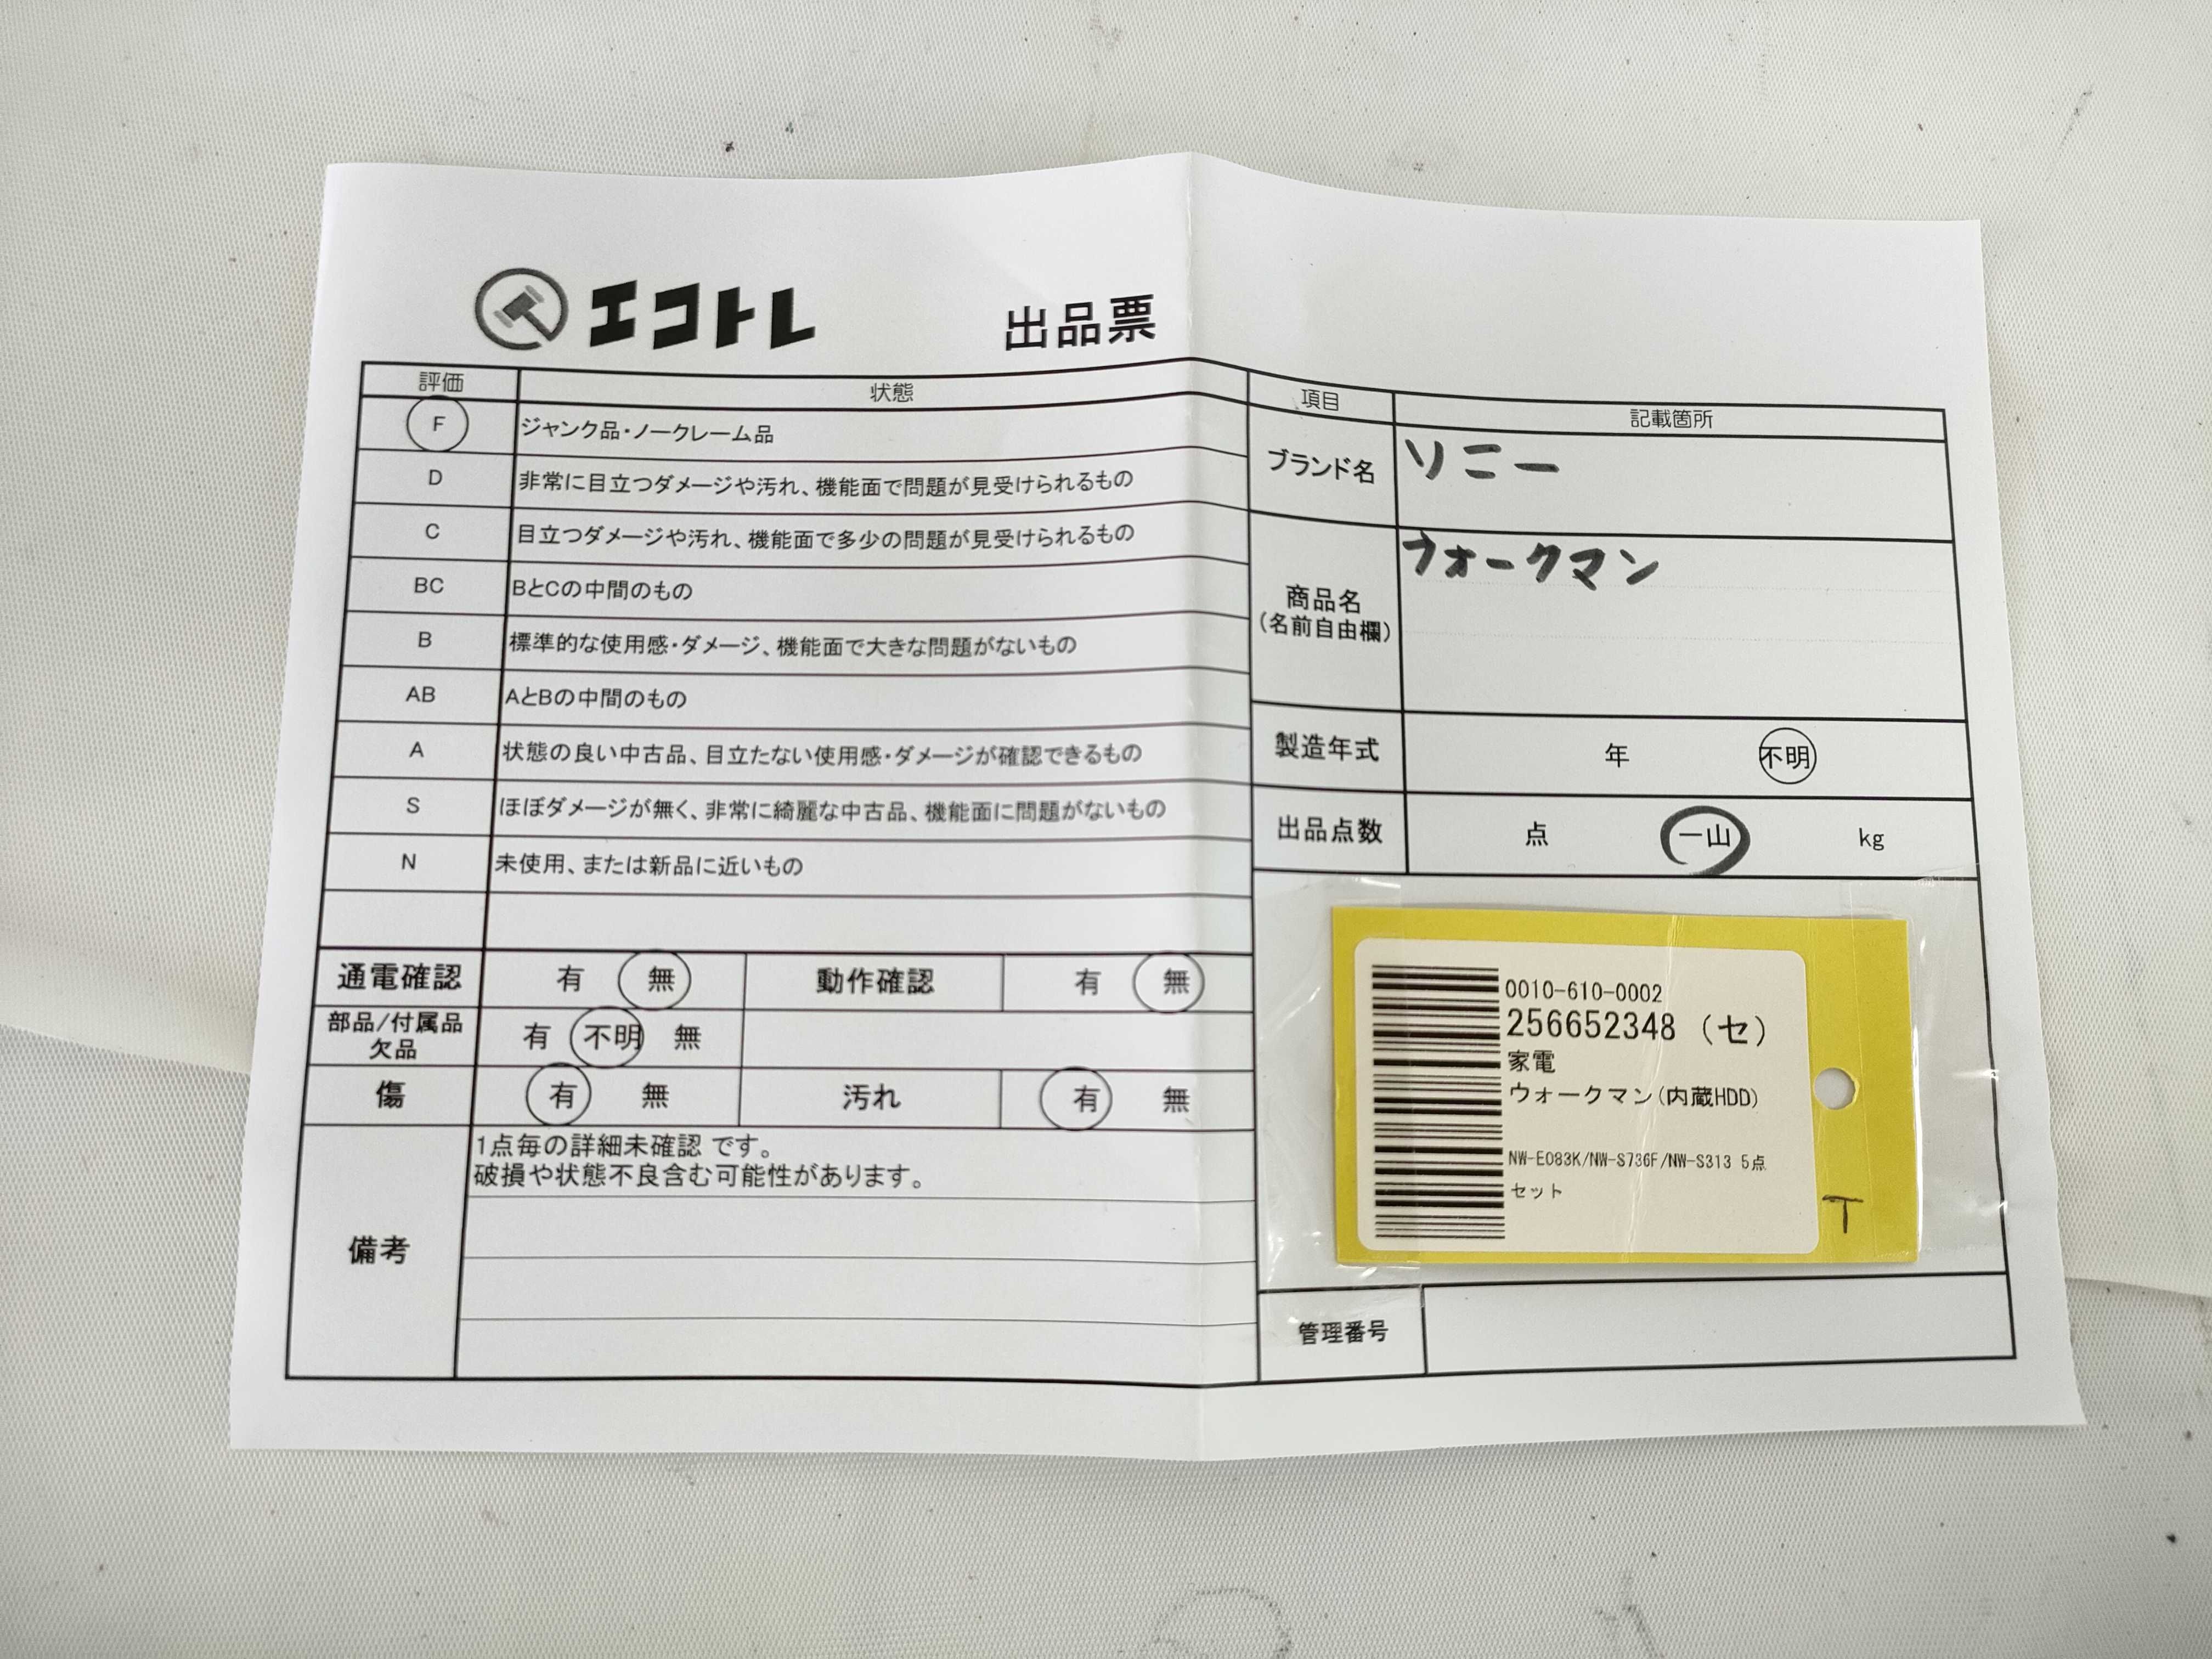 エコトレ 出品票
評価 状態
F ジャンク品・ノークレーム品
D 非常に目立つダメージや汚れ、機能面で問題が見受けられるもの
C 目立つダメージや汚れ、機能面で多少の問題が見受けられるもの
BC BとCの中間のもの
B 標準的な使用感・ダメージ、機能面で大きな問題がないもの
AB AとBの中間のもの
A 状態の良い中古品、目立たない使用感・ダメージが確認できるもの
S ほぼダメージが無く、非常に綺麗な中古品、機能面に問題がないもの
N 未使用、または新品に近いもの
通電確認 有 無 動作確認 有 無
部品/付属品
欠品 有 不明 無
傷 有 無 汚れ 有 無
備考
1点毎の詳細未確認 です。
破損や状態不良含む可能性があります。
項目 記載箇所
ブランド名 ソニー
商品名
(名前自由欄) ウォークマン
製造年式 年 不明
出品点数 点 一山 kg
0010-610-0002
256652348 (セ)
家電
ウォークマン(内蔵HDD)
NW-E083K/NW-S736F/NW-S313 5点
セット
T
管理番号